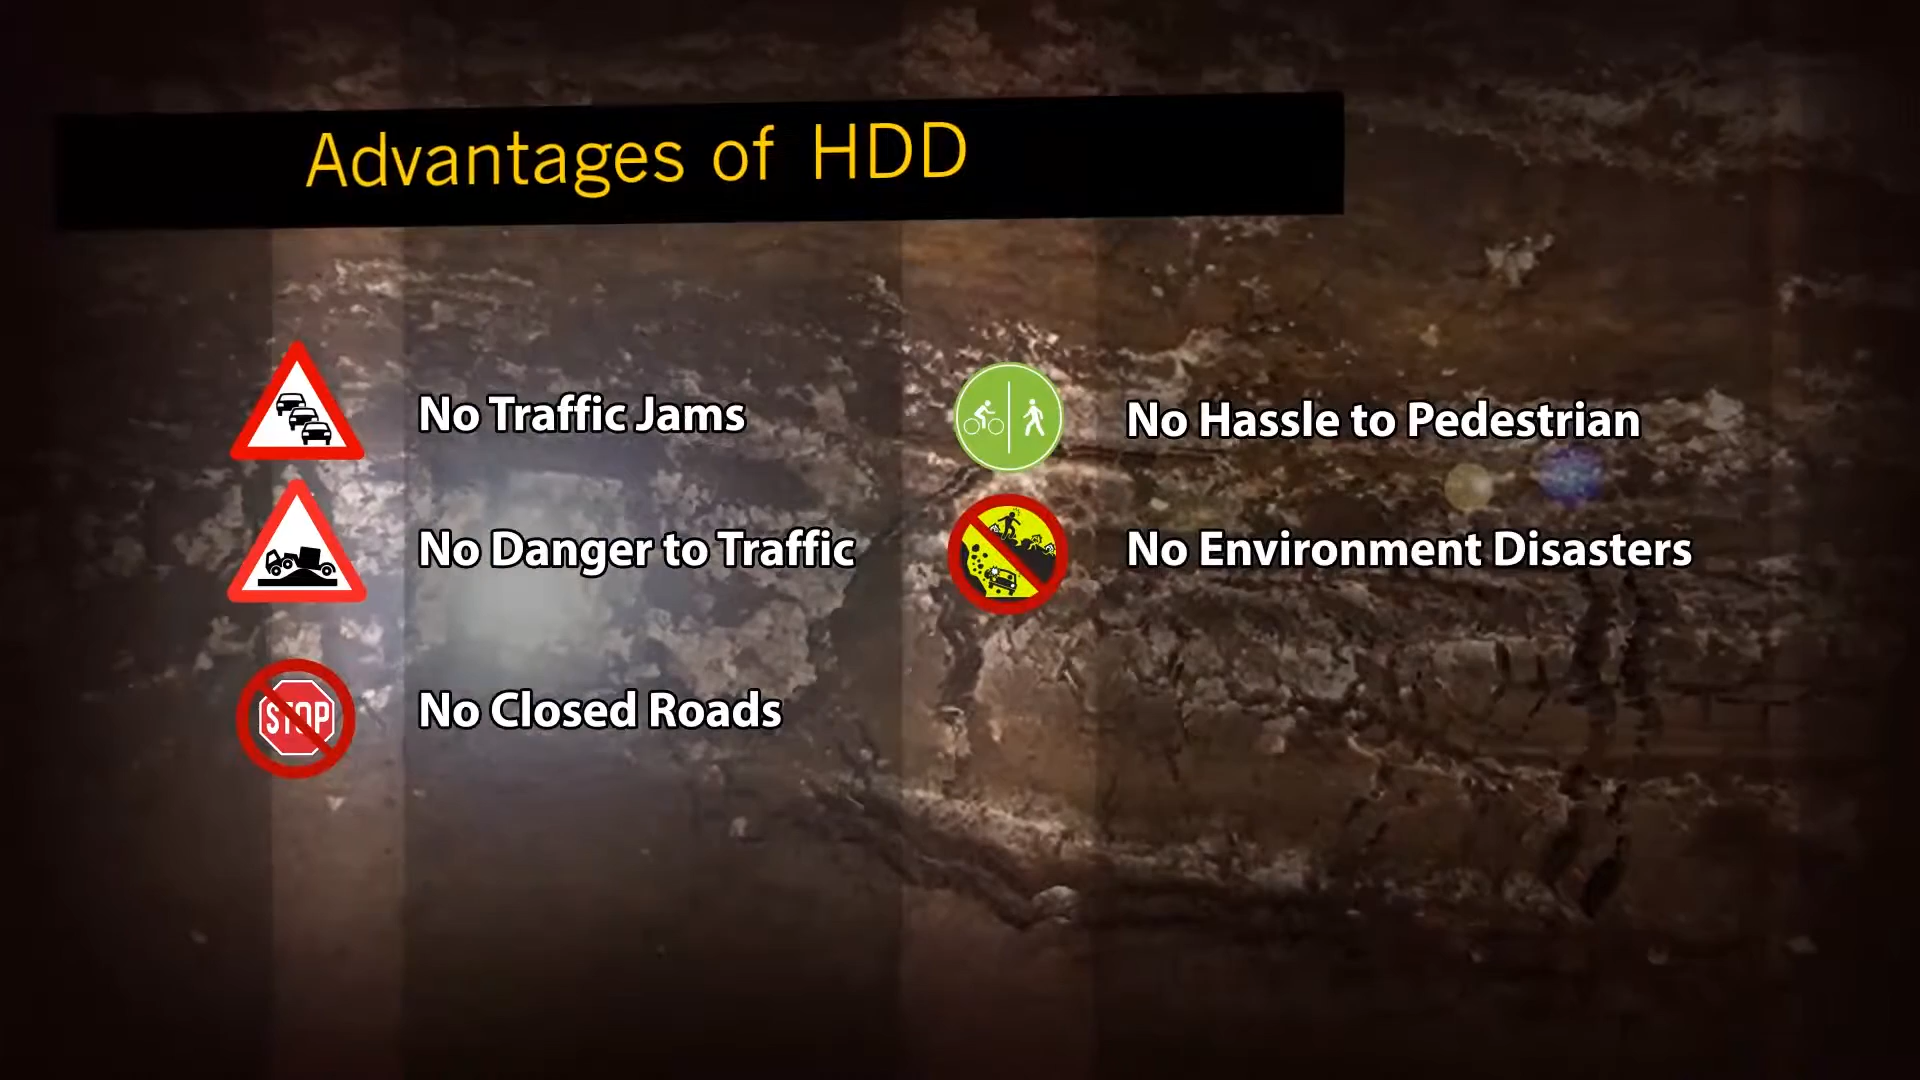 Advantages of HDD
No Traffic Jams
No Danger to Traffic
STOP
No Closed Roads
No Hassle to Pedestrian
No Environment Disasters